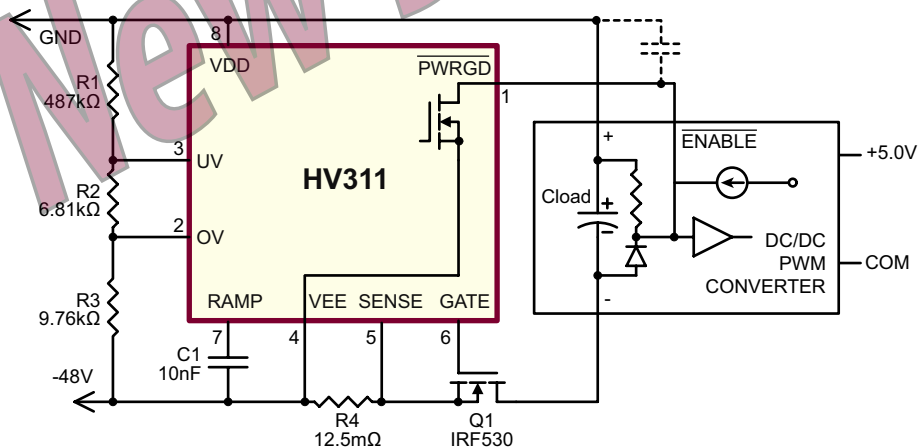 New
GND
8
VDD
PWRGD
1
R1
487kΩ
3
UV
ENABLE
+5.0V
HV311
R2
6.81kΩ
+
Cload
+
-
2
OV
DC/DC
PWM
CONVERTER
COM
R3
9.76kΩ
RAMP
VEE
SENSE
GATE
-
7
4
5
6
C1
10nF
-48V
R4
12.5mΩ
Q1
IRF530